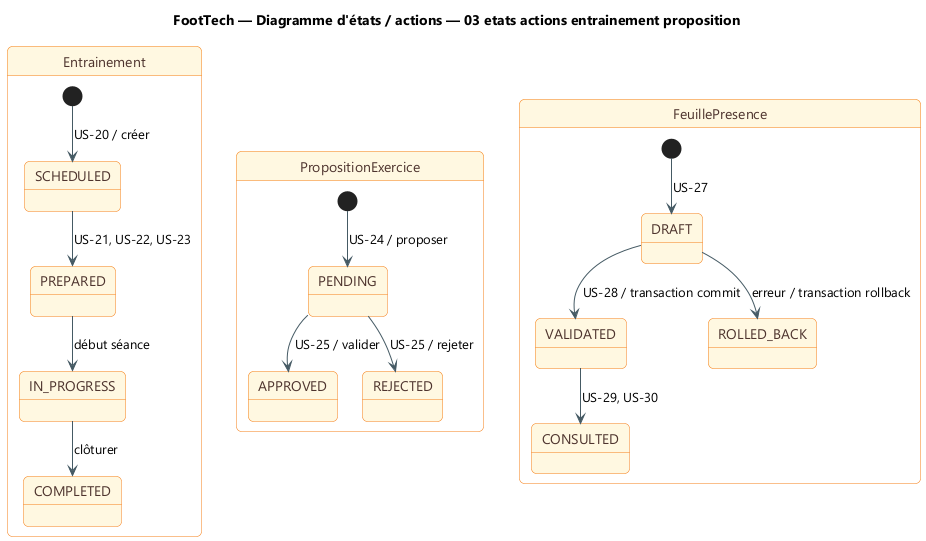 FootTech — Diagramme d'états / actions — 03 etats actions entrainement proposition
Entrainement
US-20 / créer
SCHEDULED
US-21, US-22, US-23
PREPARED
début séance
IN_PROGRESS
clôturer
COMPLETED
PropositionExercice
US-24 / proposer
PENDING
US-25 / valider
US-25 / rejeter
APPROVED
REJECTED
FeuillePresence
US-27
DRAFT
US-28 / transaction commit
erreur / transaction rollback
VALIDATED
ROLLED_BACK
US-29, US-30
CONSULTED